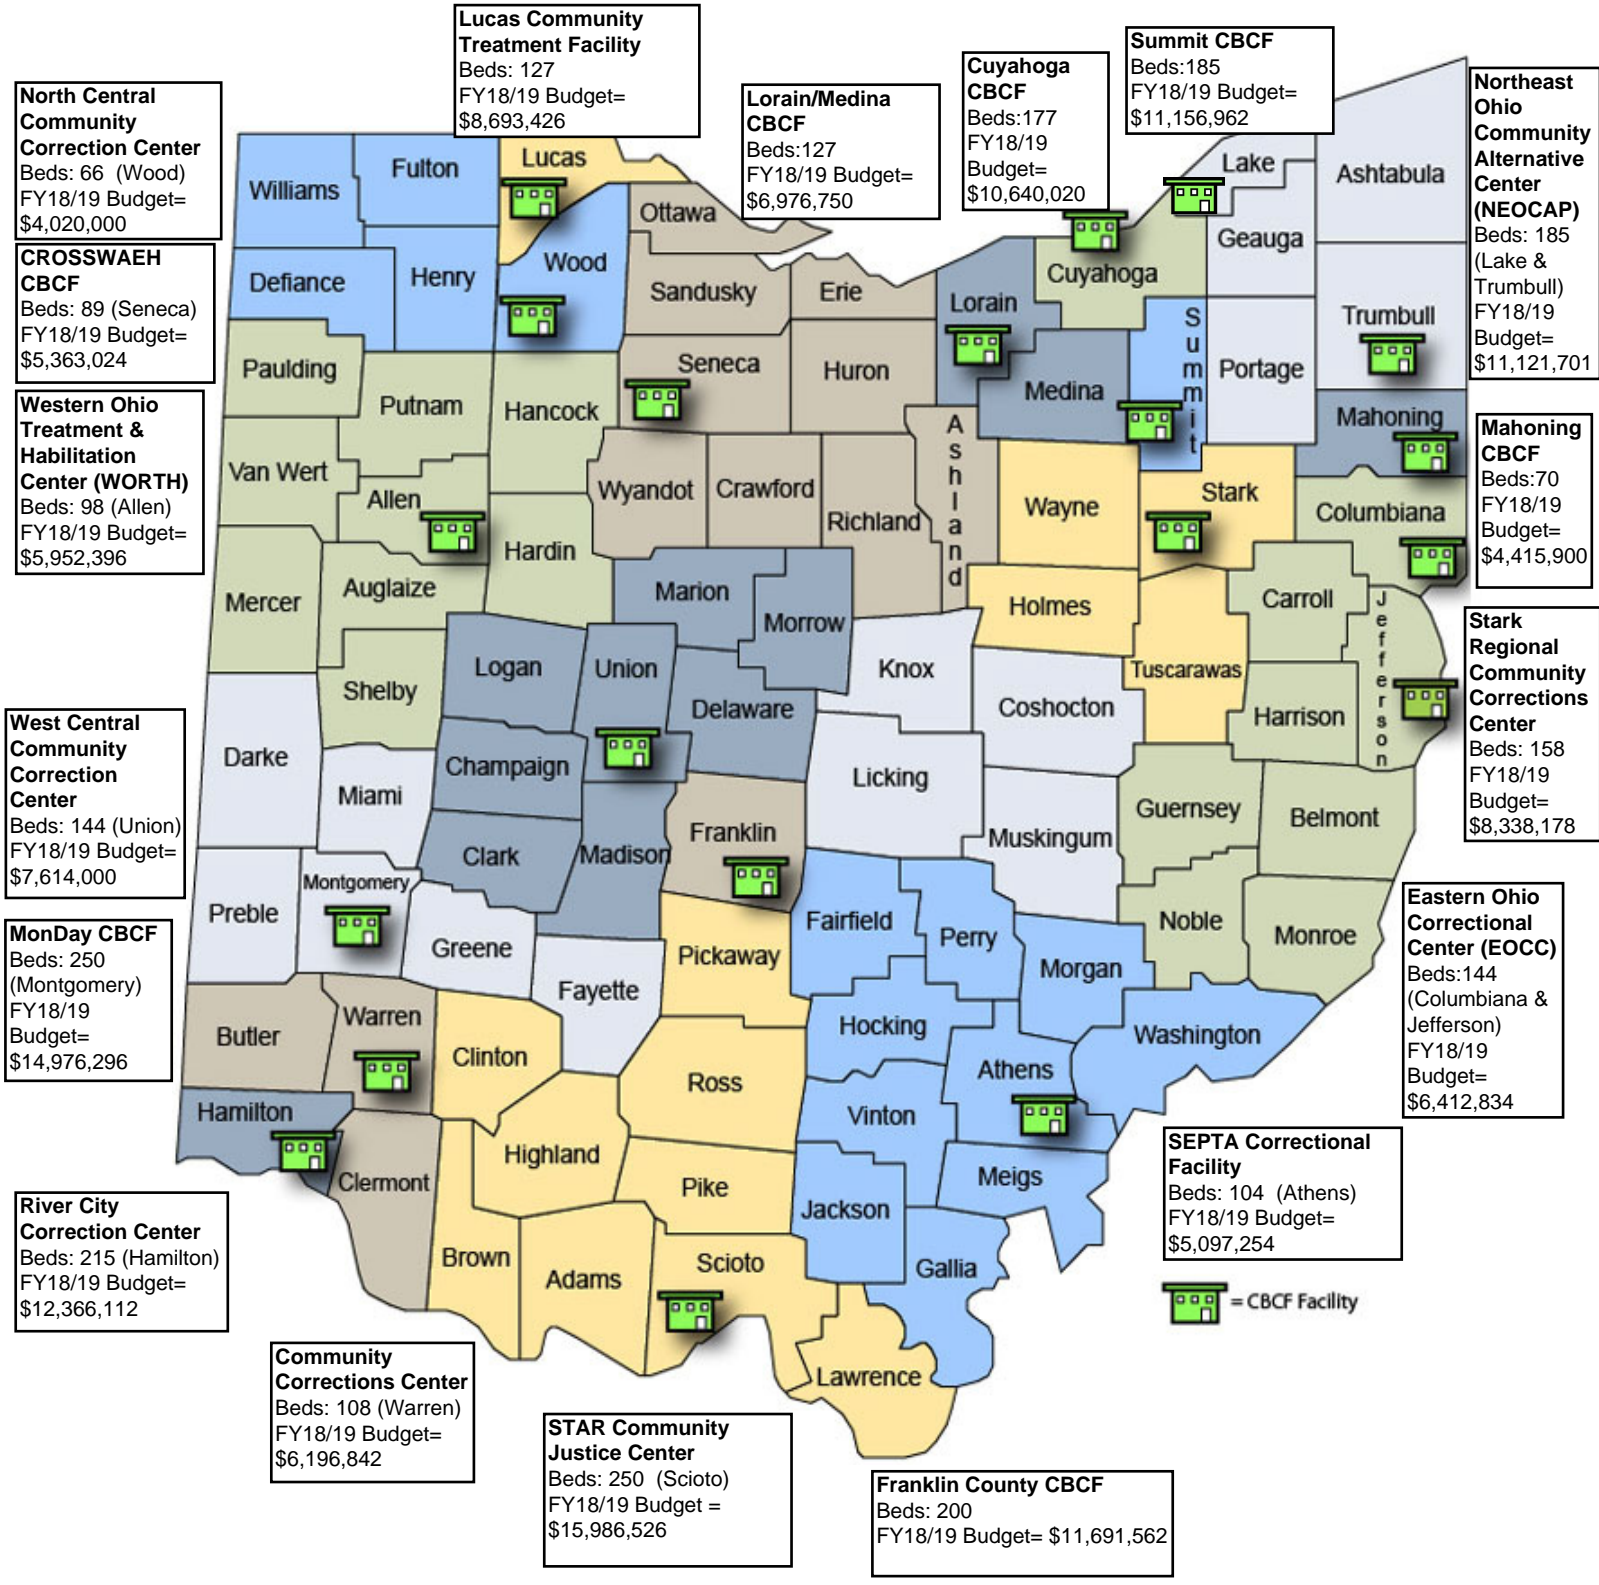 Lucas Community
Treatment Facility
Beds: 127
FY18/19 Budget=
$8,693,426
Summit CBCF
Beds:185
FY18/19 Budget=
$11,156,962
Cuyahoga
CBCF
Beds:177
FY18/19
Budget=
$10,640,020
Northeast
Ohio
Community
Alternative
Center
(NEOCAP)
Beds: 185
(Lake &
Trumbull)
FY18/19
Budget=
$11,121,701
North Central
Community
Correction Center
Beds: 66  (Wood)
FY18/19 Budget=
$4,020,000
Lorain/Medina
CBCF
Beds:127
FY18/19 Budget=
$6,976,750
CROSSWAEH
CBCF
Beds: 89 (Seneca)
FY18/19 Budget=
$5,363,024
Western Ohio
Treatment &
Habilitation
Center (WORTH)
Beds: 98 (Allen)
FY18/19 Budget=
$5,952,396
Mahoning
CBCF
Beds:70
FY18/19
Budget=
$4,415,900
Stark
Regional
Community
Corrections
Center
Beds: 158
FY18/19
Budget=
$8,338,178
West Central
Community
Correction
Center
Beds: 144 (Union)
FY18/19 Budget=
$7,614,000
Eastern Ohio
Correctional
Center (EOCC)
Beds:144
(Columbiana &
Jefferson)
FY18/19
Budget=
$6,412,834
MonDay CBCF
Beds: 250
(Montgomery)
FY18/19
Budget=
$14,976,296
SEPTA Correctional
Facility
Beds: 104  (Athens)
FY18/19 Budget=
$5,097,254
River City
Correction Center
Beds: 215 (Hamilton)
FY18/19 Budget=
$12,366,112
= CBCF Facility
Community
Corrections Center
Beds: 108 (Warren)
FY18/19 Budget=
$6,196,842
STAR Community
Justice Center
Beds: 250  (Scioto)
FY18/19 Budget =
$15,986,526
Franklin County CBCF
Beds: 200
FY18/19 Budget= $11,691,562
Williams
Fulton
Lucas
Ottawa
Lake
Ashtabula
Geauga
Defiance
Henry
Wood
Sandusky
Erie
Lorain
Cuyahoga
Trumbull
Paulding
Putnam
Hancock
Seneca
Huron
Medina
Summit
Portage
Mahoning
Van Wert
Allen
Wyandot
Crawford
Richland
Ashland
Wayne
Stark
Columbiana
Hardin
Mercer
Auglaize
Marion
Morrow
Holmes
Carroll
Jefferson
Shelby
Logan
Union
Knox
Tuscarawas
Delaware
Coshocton
Harrison
Darke
Miami
Champaign
Licking
Muskingum
Guernsey
Belmont
Clark
Madison
Franklin
Preble
Montgomery
Greene
Fairfield
Perry
Noble
Monroe
Fayette
Pickaway
Morgan
Butler
Warren
Clinton
Hocking
Washington
Ross
Athens
Hamilton
Vinton
Highland
Clermont
Pike
Jackson
Meigs
Brown
Adams
Scioto
Gallia
Lawrence